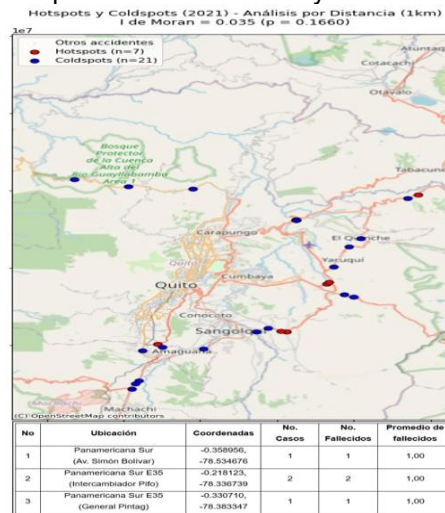 Hotspots y Coldspots (2021) - Análisis por Distancia (1km)
I de Moran = 0.035 (p = 0.1660)
1e7
Otros accidentes
Hotspots (n=7)
Coldspots (n=21)
Atuntaq
Cotacachi
Otavalo
Bosque
Protector
de la Cuenca
Alta del
Río Guayllabamba
Área 1
Tabacund
Carapungo
El Quinche
Yaruquí
Quito
Cumbaya
Quito
Conocoto
Sangolquí
Amaguaña
Machachi
(C) OpenStreetMap contributors
No Ubicación Coordenadas No. Casos No. Fallecidos Promedio de fallecidos
1 Panamericana Sur (Av. Simón Bolívar) -0.358956, -78.534676 1 1 1,00
2 Panamericana Sur E35 (Intercambiador Pifo) -0.218123, -78.336739 2 2 1,00
3 Panamericana Sur E35 (General Pintag) -0.330710, -78.383347 1 1 1,00